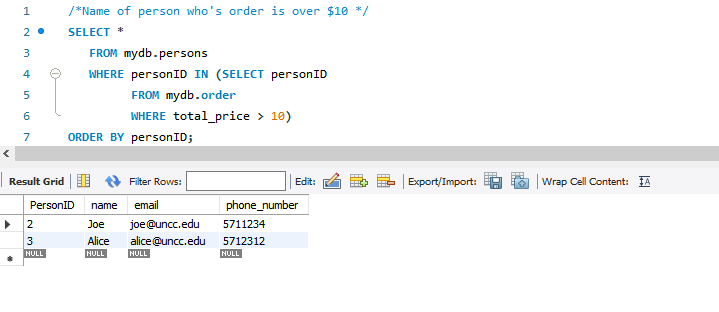 1 /*Name of person who's order is over $10 */
2 SELECT *
3 FROM mydb.persons
4 WHERE personID IN (SELECT personID
5 FROM mydb.order
6 WHERE total_price > 10)
7 ORDER BY personID;
Result Grid Filter Rows: Edit: Export/Import: Wrap Cell Content: IA
PersonID name email phone_number
2 Joe joe@uncc.edu 5711234
3 Alice alice@uncc.edu 5712312
NULL NULL NULL NULL